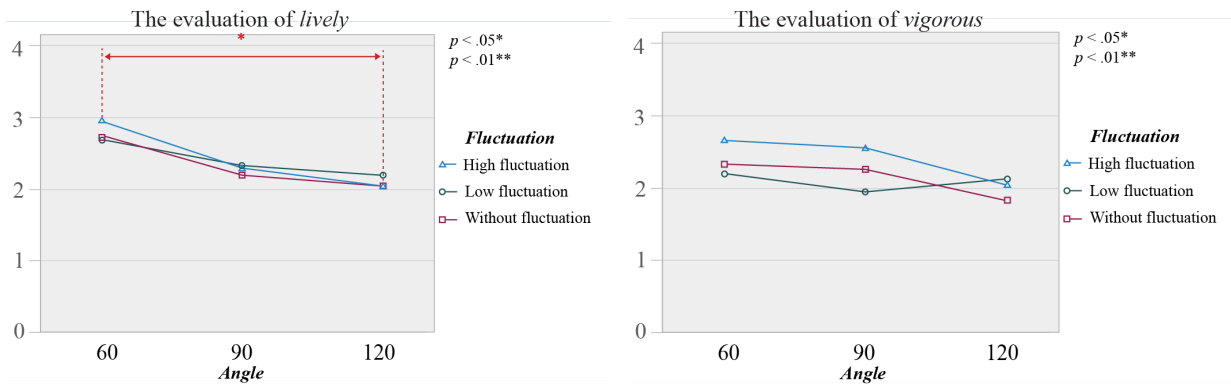 The evaluation of lively
*
4
3
2
1
0
60
90
120
Angle
p < .05*
p < .01**
Fluctuation
High fluctuation
Low fluctuation
Without fluctuation
The evaluation of vigorous
4
3
2
1
0
60
90
120
Angle
p < .05*
p < .01**
Fluctuation
High fluctuation
Low fluctuation
Without fluctuation